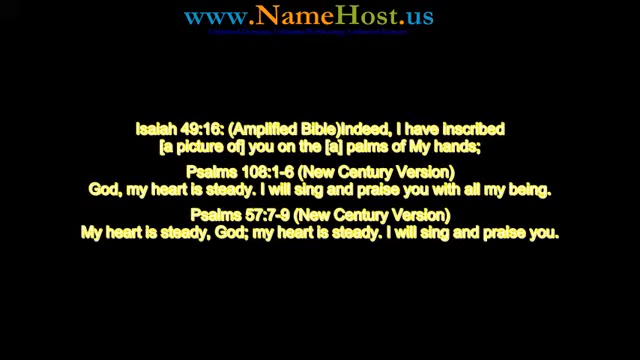 www.NameHost.us
Isaiah 49:16: (Amplified Bible)Indeed, I have inscribed
[a picture of] you on the [a] palms of My hands;
Psalms 108:1-6 (New Century Version)
God, my heart is steady. I will sing and praise you with all my being.
Psalms 57:7-9 (New Century Version)
My heart is steady, God; my heart is steady. I will sing and praise you.